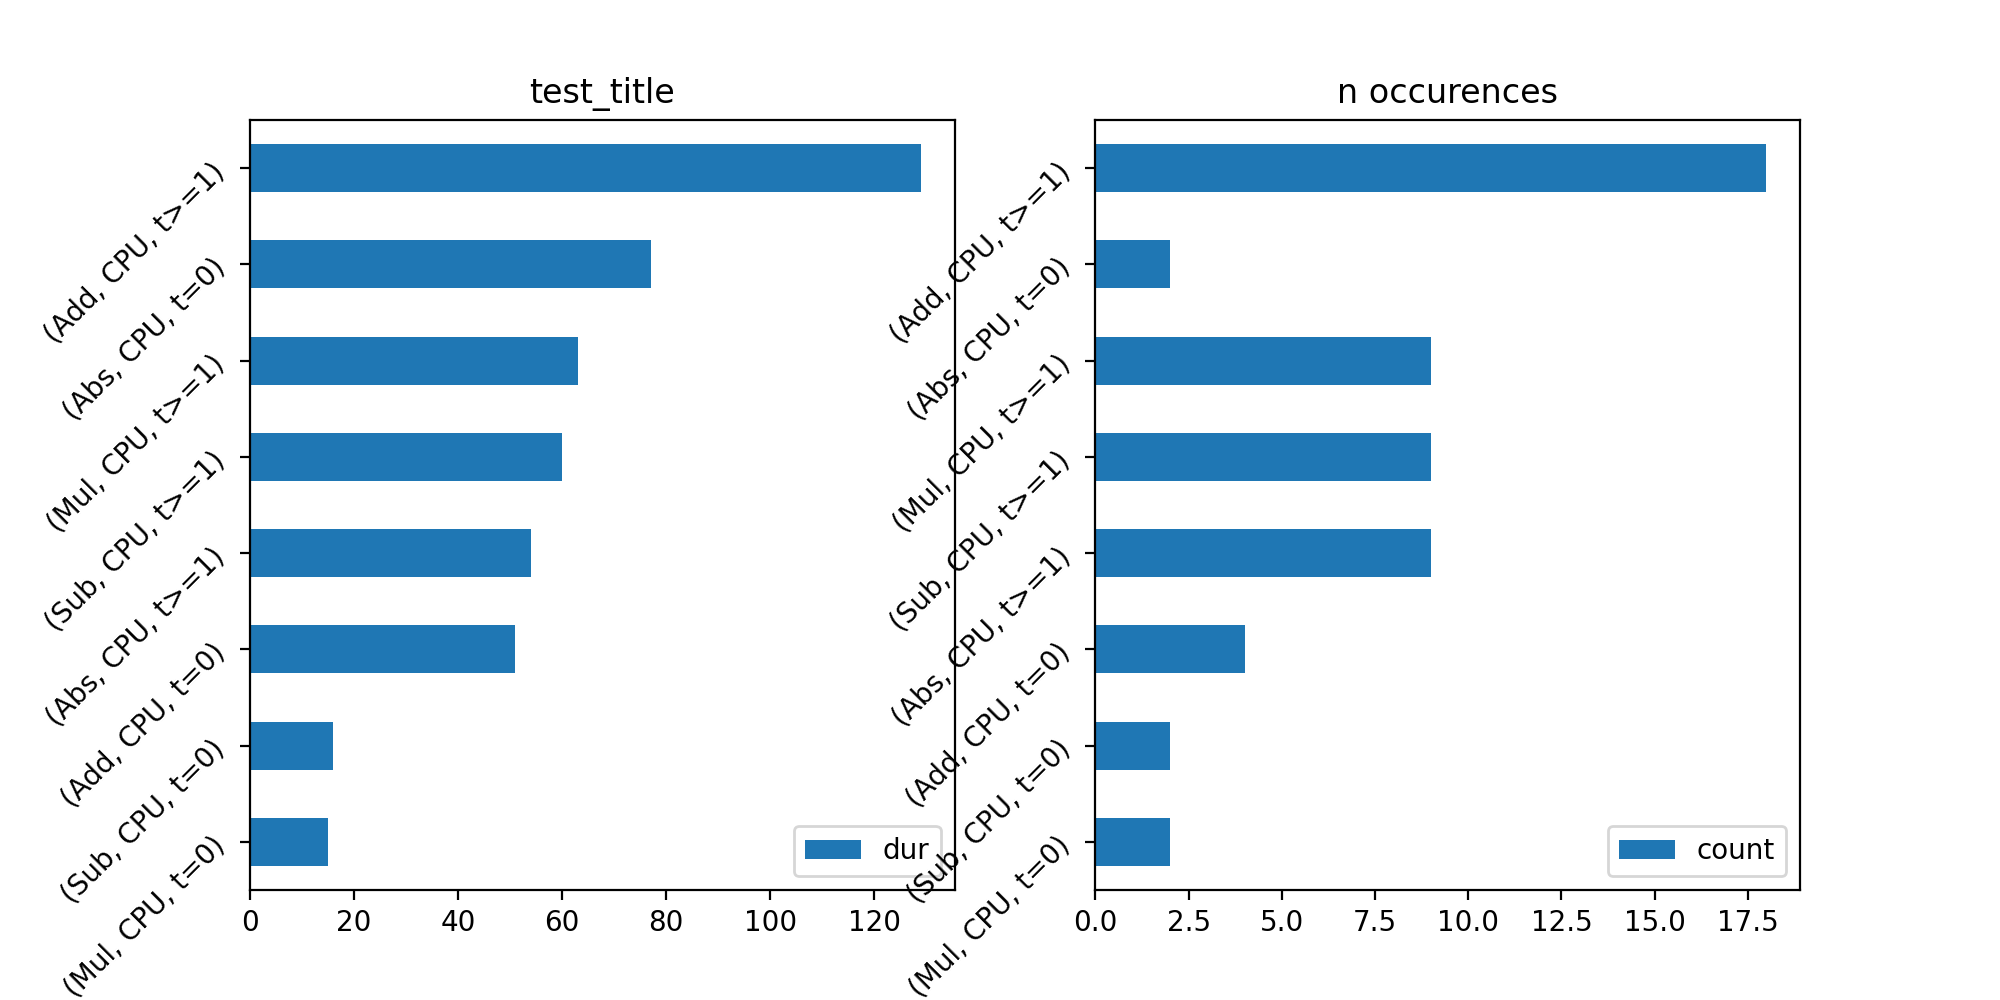 test_title
(Add, CPU, t>=1)
(Abs, CPU, t=0)
(Mul, CPU, t>=1)
(Sub, CPU, t>=1)
(Abs, CPU, t>=1)
(Add, CPU, t=0)
(Sub, CPU, t=0)
(Mul, CPU, t=0)
dur
0 20 40 60 80 100 120
n occurences
(Add, CPU, t>=1)
(Abs, CPU, t=0)
(Mul, CPU, t>=1)
(Sub, CPU, t>=1)
(Abs, CPU, t>=1)
(Add, CPU, t=0)
(Sub, CPU, t=0)
(Mul, CPU, t=0)
count
0.0 2.5 5.0 7.5 10.0 12.5 15.0 17.5